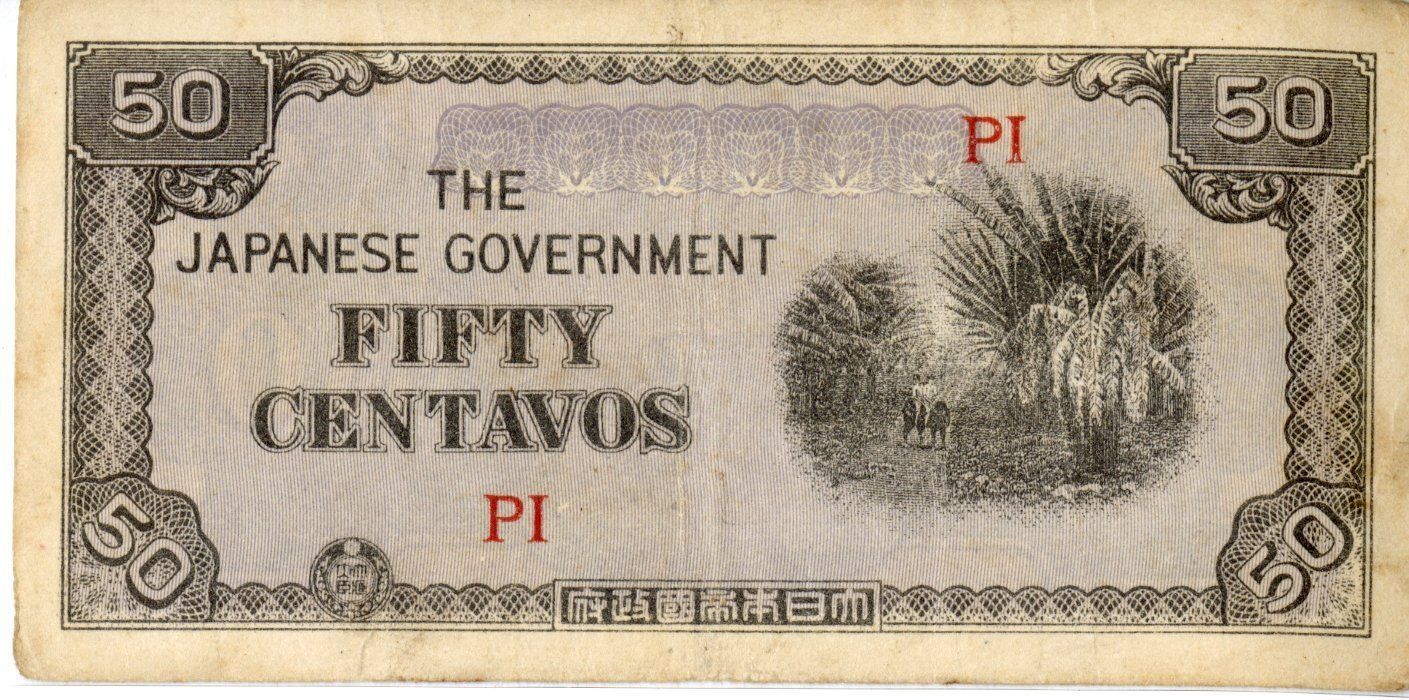 50 50
PI
THE
JAPANESE GOVERNMENT
FIFTY
CENTAVOS
PI
50 50
大日本帝國政府